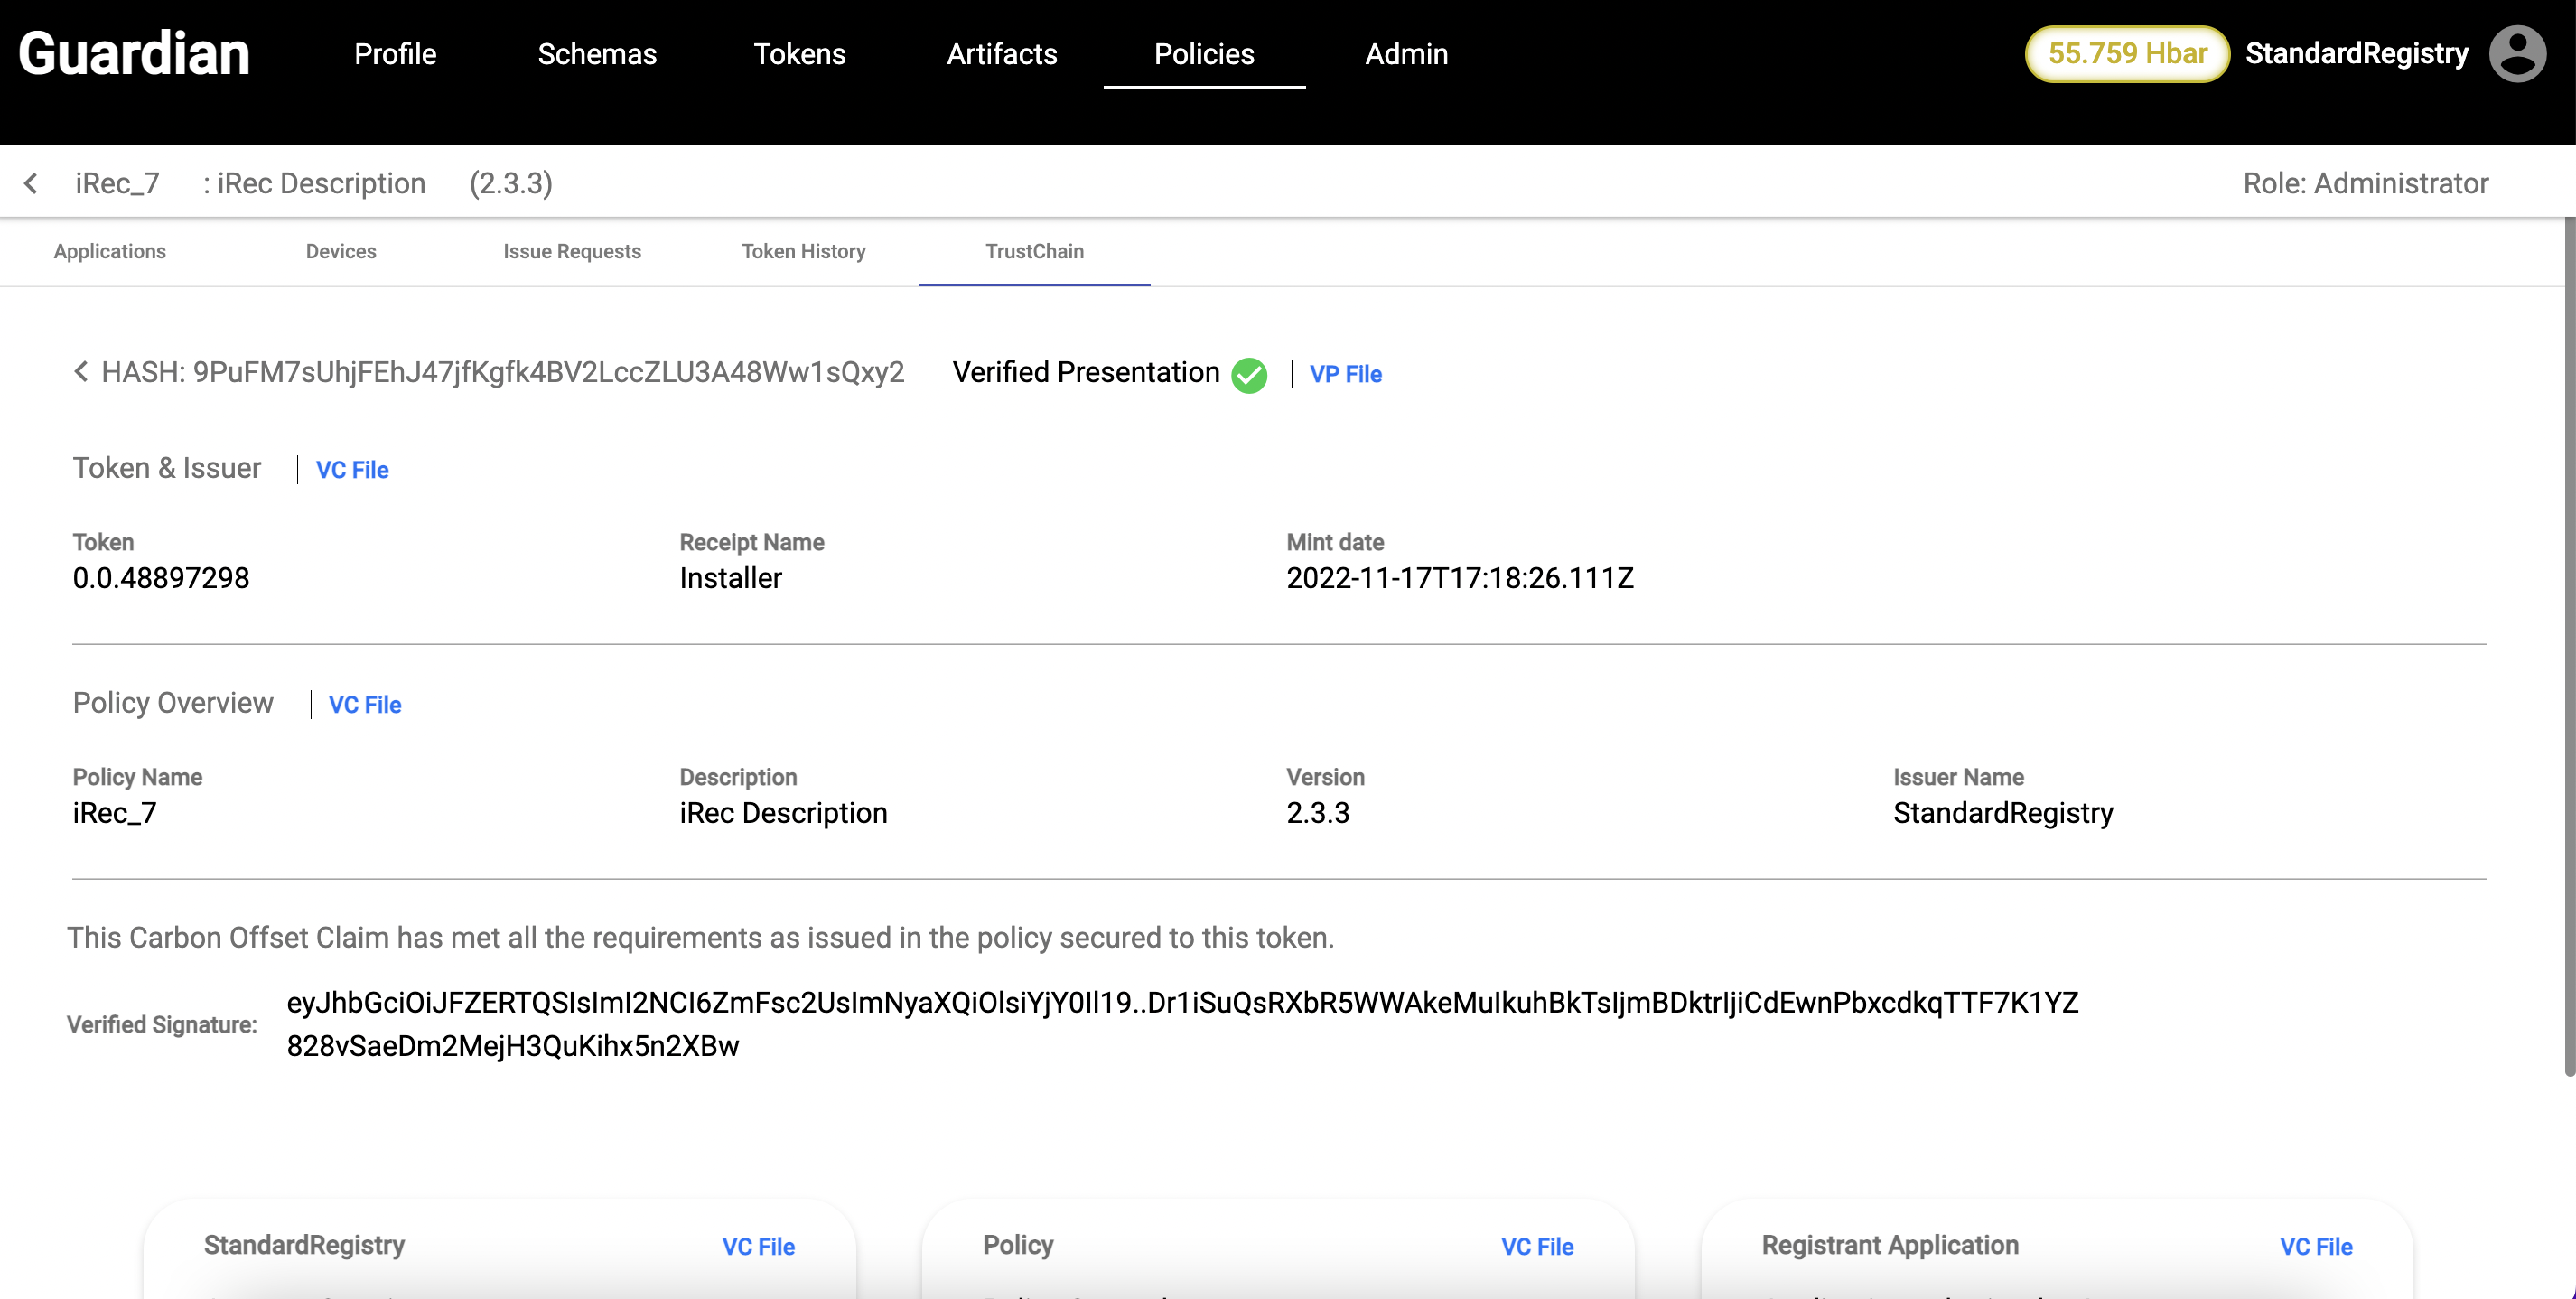 Guardian Profile Schemas Tokens Artifacts Policies Admin 55.759 Hbar StandardRegistry
iRec_7 : iRec Description (2.3.3) Role: Administrator
Applications Devices Issue Requests Token History TrustChain
HASH: 9PuFM7sUhjFEhJ47jfKgfk4BV2LccZLU3A48Ww1sQxy2 Verified Presentation VP File
Token & Issuer VC File
Token Receipt Name Mint date
0.0.48897298 Installer 2022-11-17T17:18:26.111Z
Policy Overview VC File
Policy Name Description Version Issuer Name
iRec_7 iRec Description 2.3.3 StandardRegistry
This Carbon Offset Claim has met all the requirements as issued in the policy secured to this token.
Verified Signature:
eyJhbGciOiJFZERTQSIsImI2NCI6ZmFsc2UsImNyaXQiOlsiYjY0Il19..Dr1iSuQsRXbR5WWAkeMuIkuhBkTsIjmBDktrIjiCdEwnPbxcdkqTTF7K1YZ
828vSaeDm2MejH3QuKihx5n2XBw
StandardRegistry VC File Policy VC File Registrant Application VC File